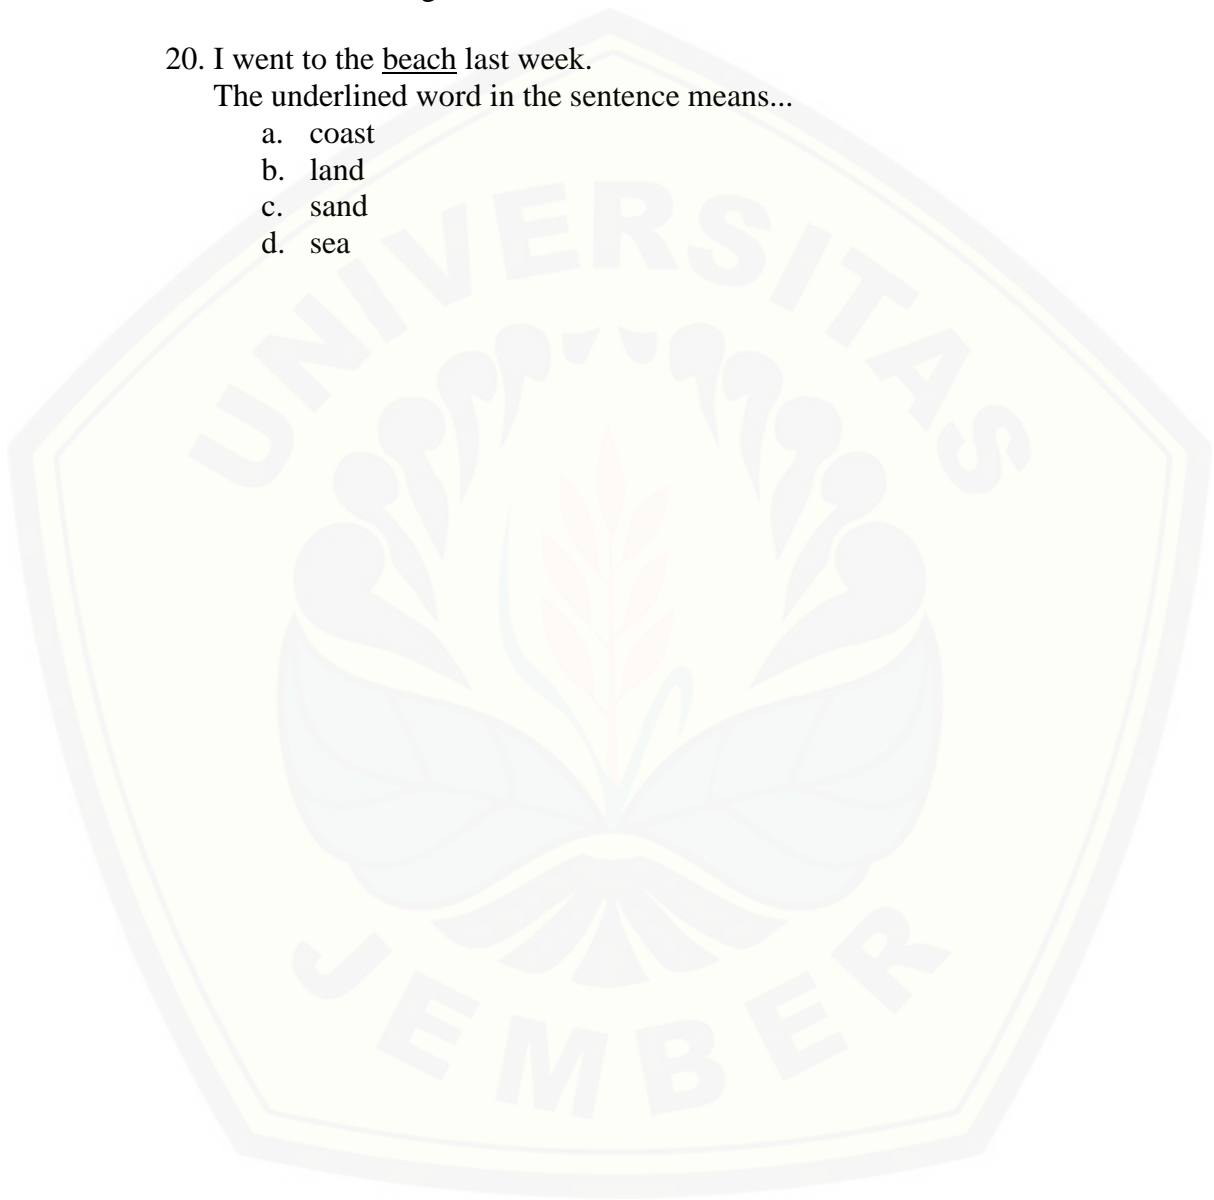 20. I went to the beach last week.
The underlined word in the sentence means...
a. coast
b. land
c. sand
d. sea
UNIVERSITAS
JEMBER